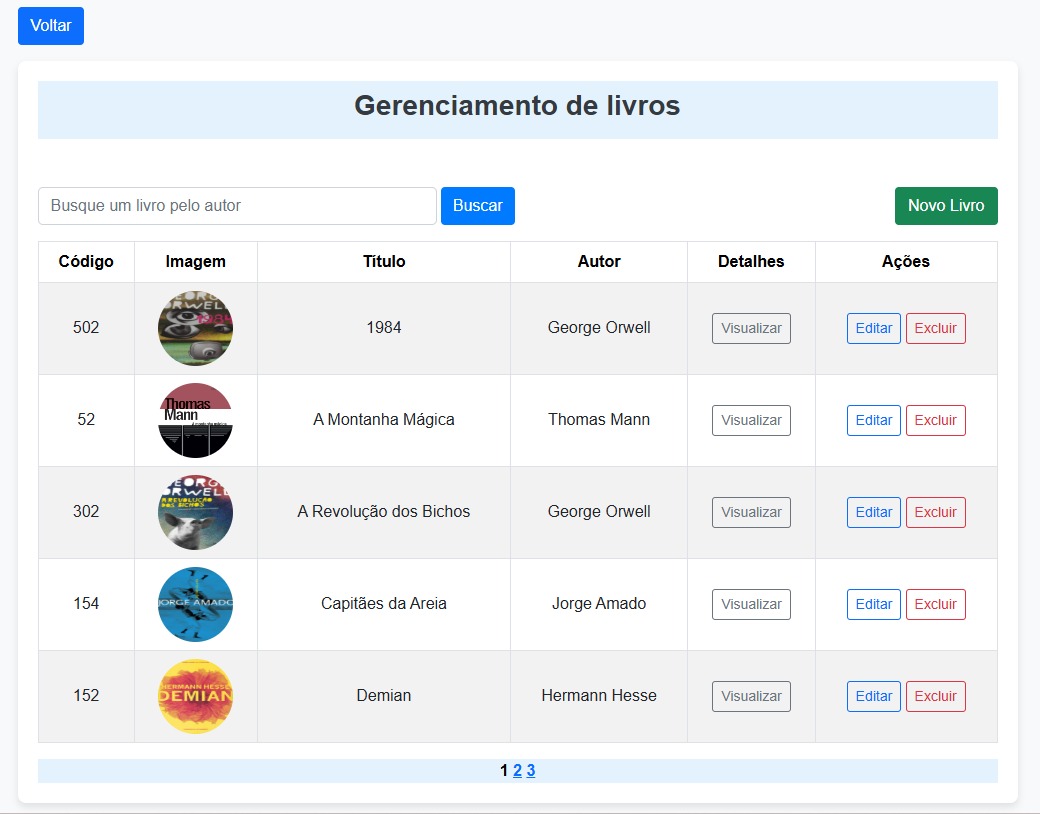 Voltar
Gerenciamento de livros
Busque um livro pelo autor Buscar Novo Livro
Código Imagem Título Autor Detalhes Ações
GEORG
ORWELL
1984
502 1984 George Orwell Visualizar Editar Excluir
Thomas
Mann
52 A Montanha Mágica Thomas Mann Visualizar Editar Excluir
GEORG
ORWELL
A REVOLUÇÃO
DOS BICHOS
302 A Revolução dos Bichos George Orwell Visualizar Editar Excluir
JORGE AMADO
154 Capitães da Areia Jorge Amado Visualizar Editar Excluir
HERMANN HESSE
DEMIAN
152 Demian Hermann Hesse Visualizar Editar Excluir
1 2 3